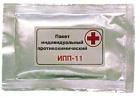 Пакет
индивидуальный
противохимический
ИПП-11